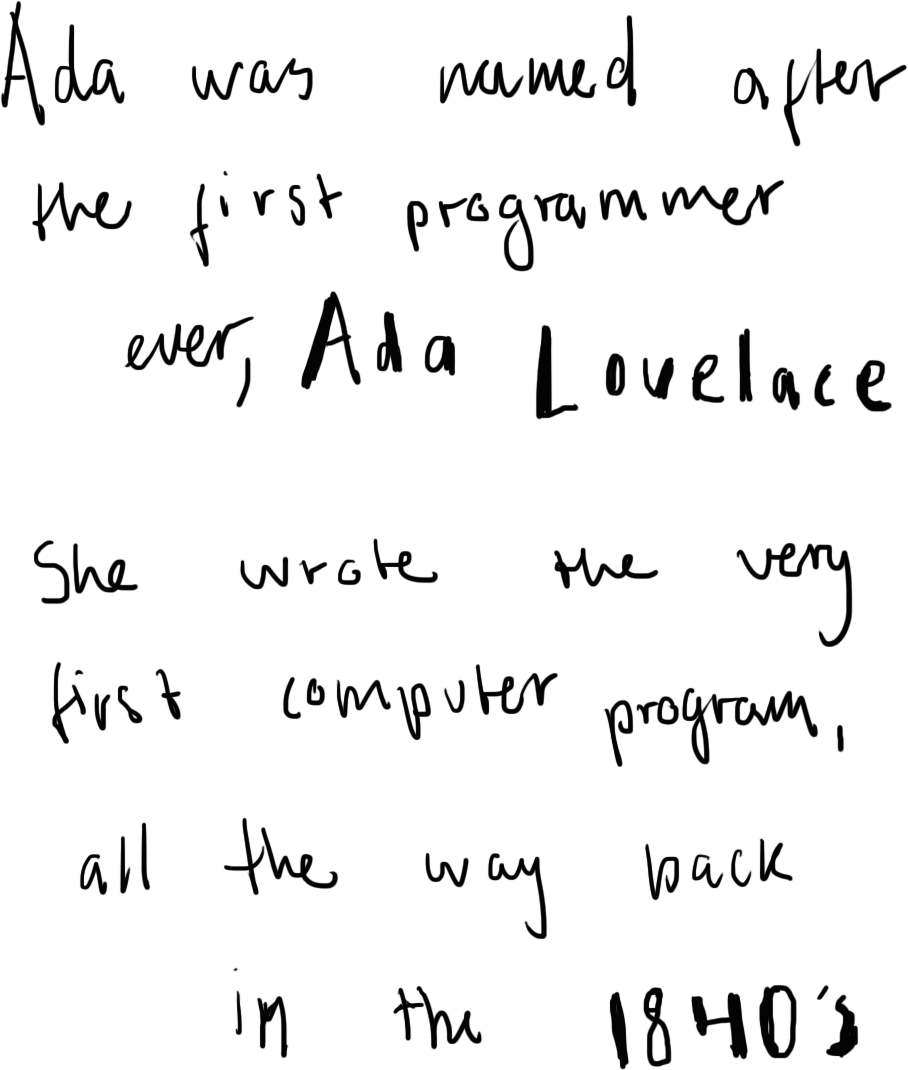 Ada was named after
the first programmer
ever, Ada Lovelace
She wrote the very
first computer program,
all the way back
in the 1840's